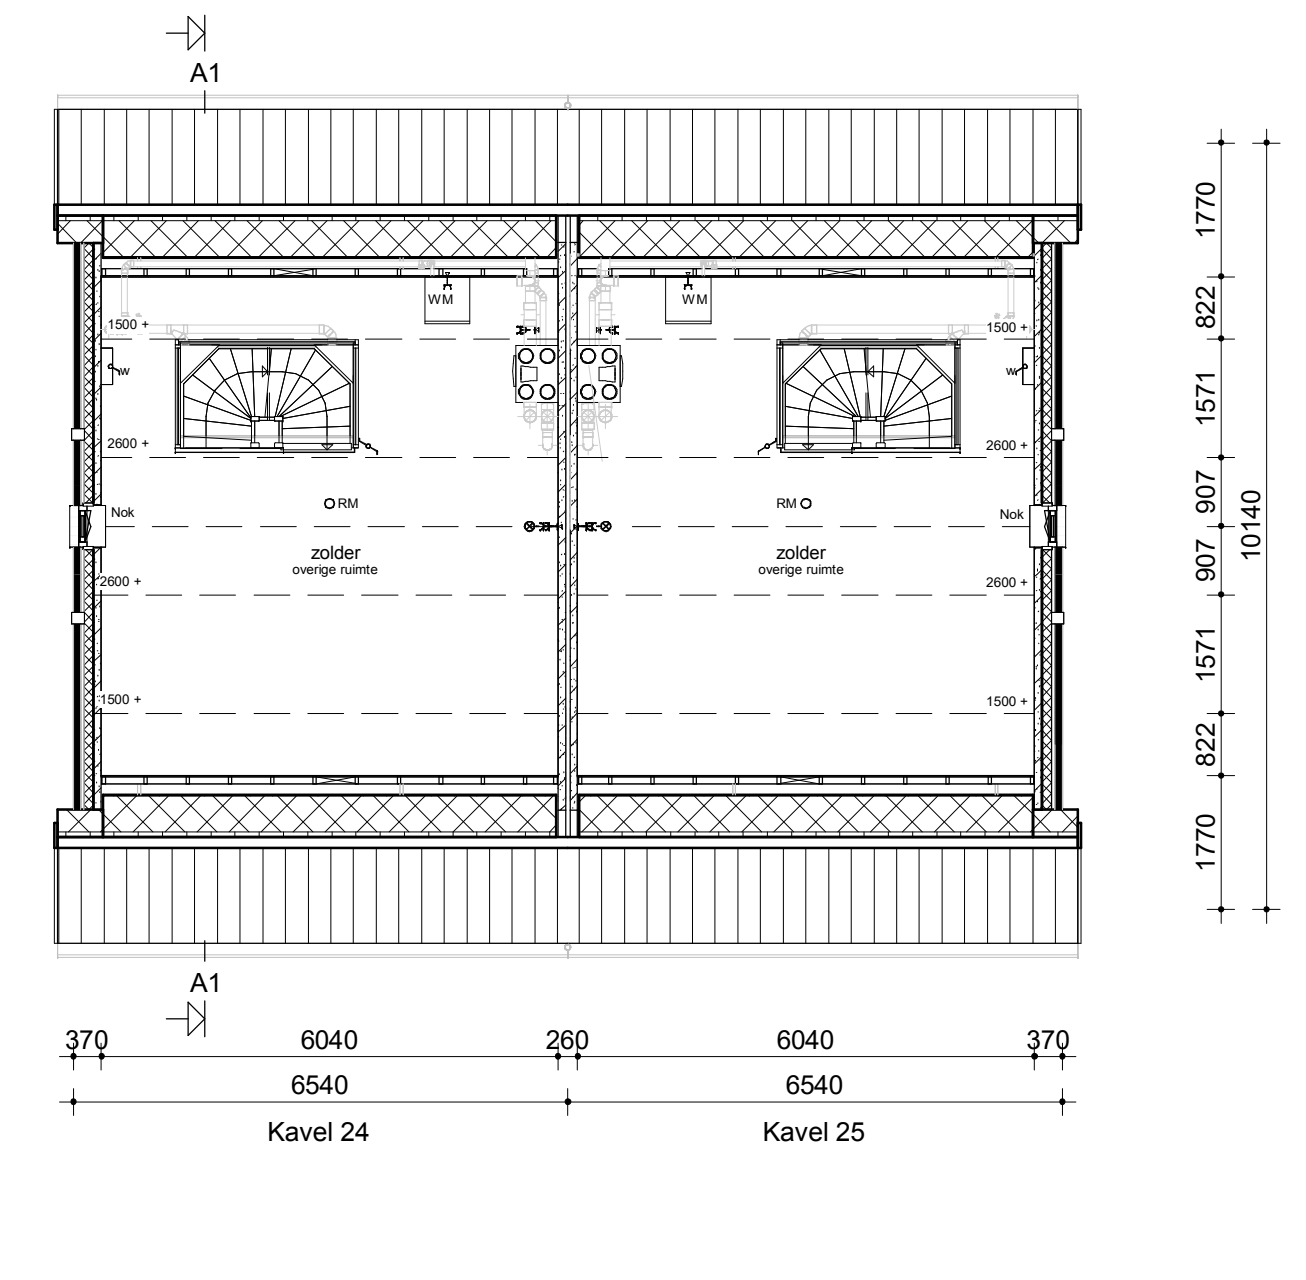 A1
1770
WM
WM
822
1500 +
1500 +
w
w
1571
2600 +
2600 +
RM
RM
907
Nok
Nok
10140
zolder
overige ruimte
zolder
overige ruimte
907
2600 +
2600 +
1571
1500 +
1500 +
822
1770
A1
370
6040
260
6040
370
6540
6540
Kavel 24
Kavel 25